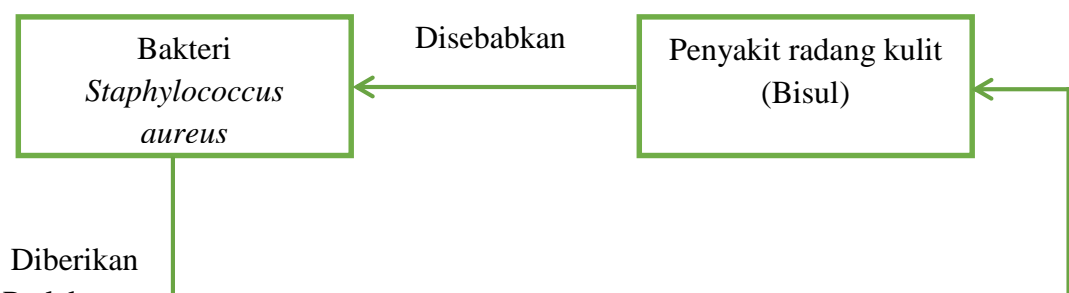 Bakteri
Staphylococcus
aureus
Disebabkan
Penyakit radang kulit
(Bisul)
Diberikan